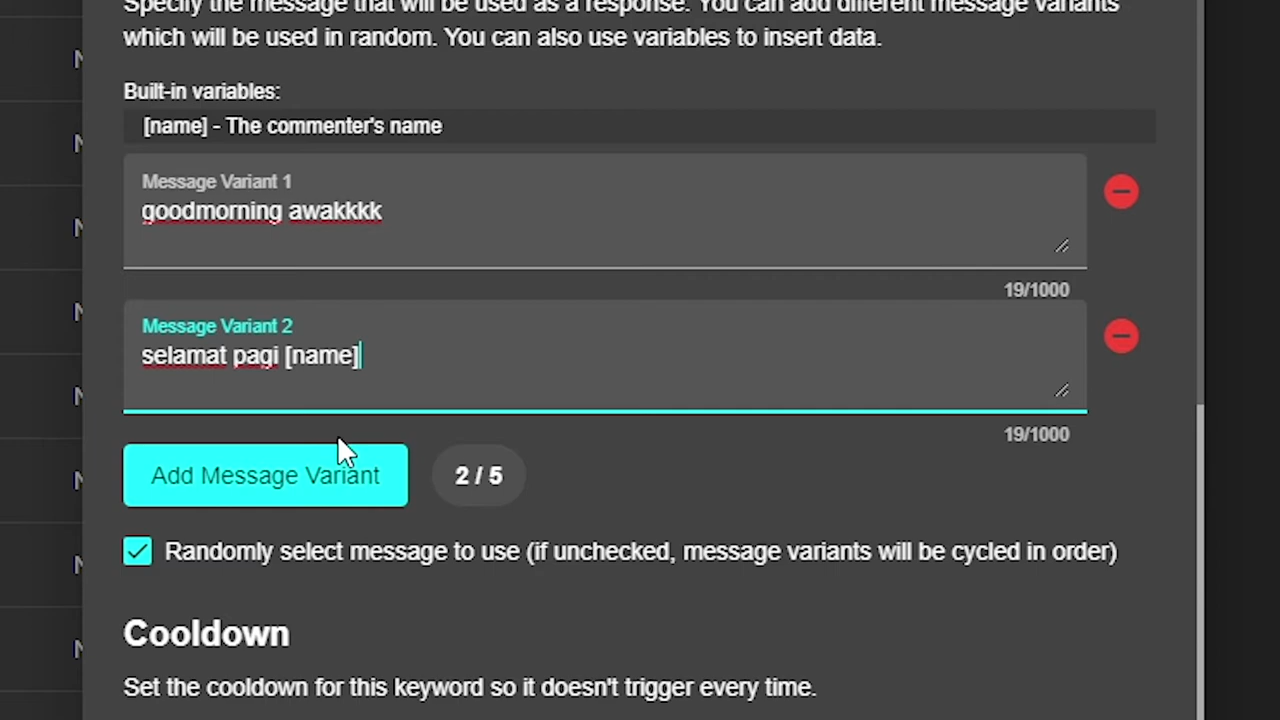 Specify the message that will be used as a response. You can add different message variants
which will be used in random. You can also use variables to insert data.
Built-in variables:
[name] - The commenter's name
Message Variant 1
goodmorning awakkkk
19/1000
Message Variant 2
selamat pagi [name]
19/1000
Add Message Variant
2 / 5
Randomly select message to use (if unchecked, message variants will be cycled in order)
Cooldown
Set the cooldown for this keyword so it doesn't trigger every time.